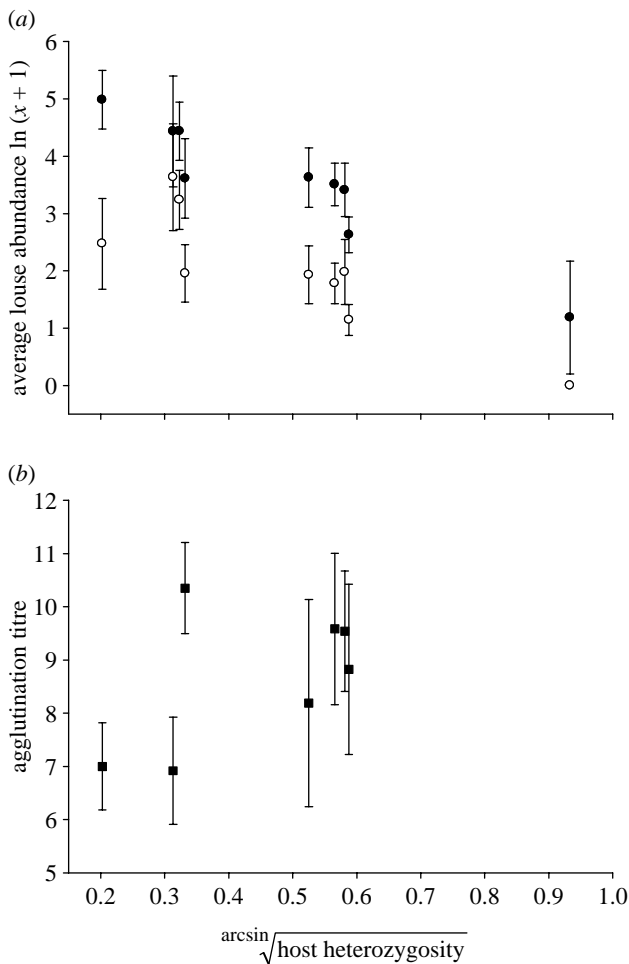 (a)
average louse abundance ln (x + 1)
6
5
4
3
2
1
0
(b)
agglutination titre
12
11
10
9
8
7
6
5
0.2 0.3 0.4 0.5 0.6 0.7 0.8 0.9 1.0
arcsin√host heterozygosity